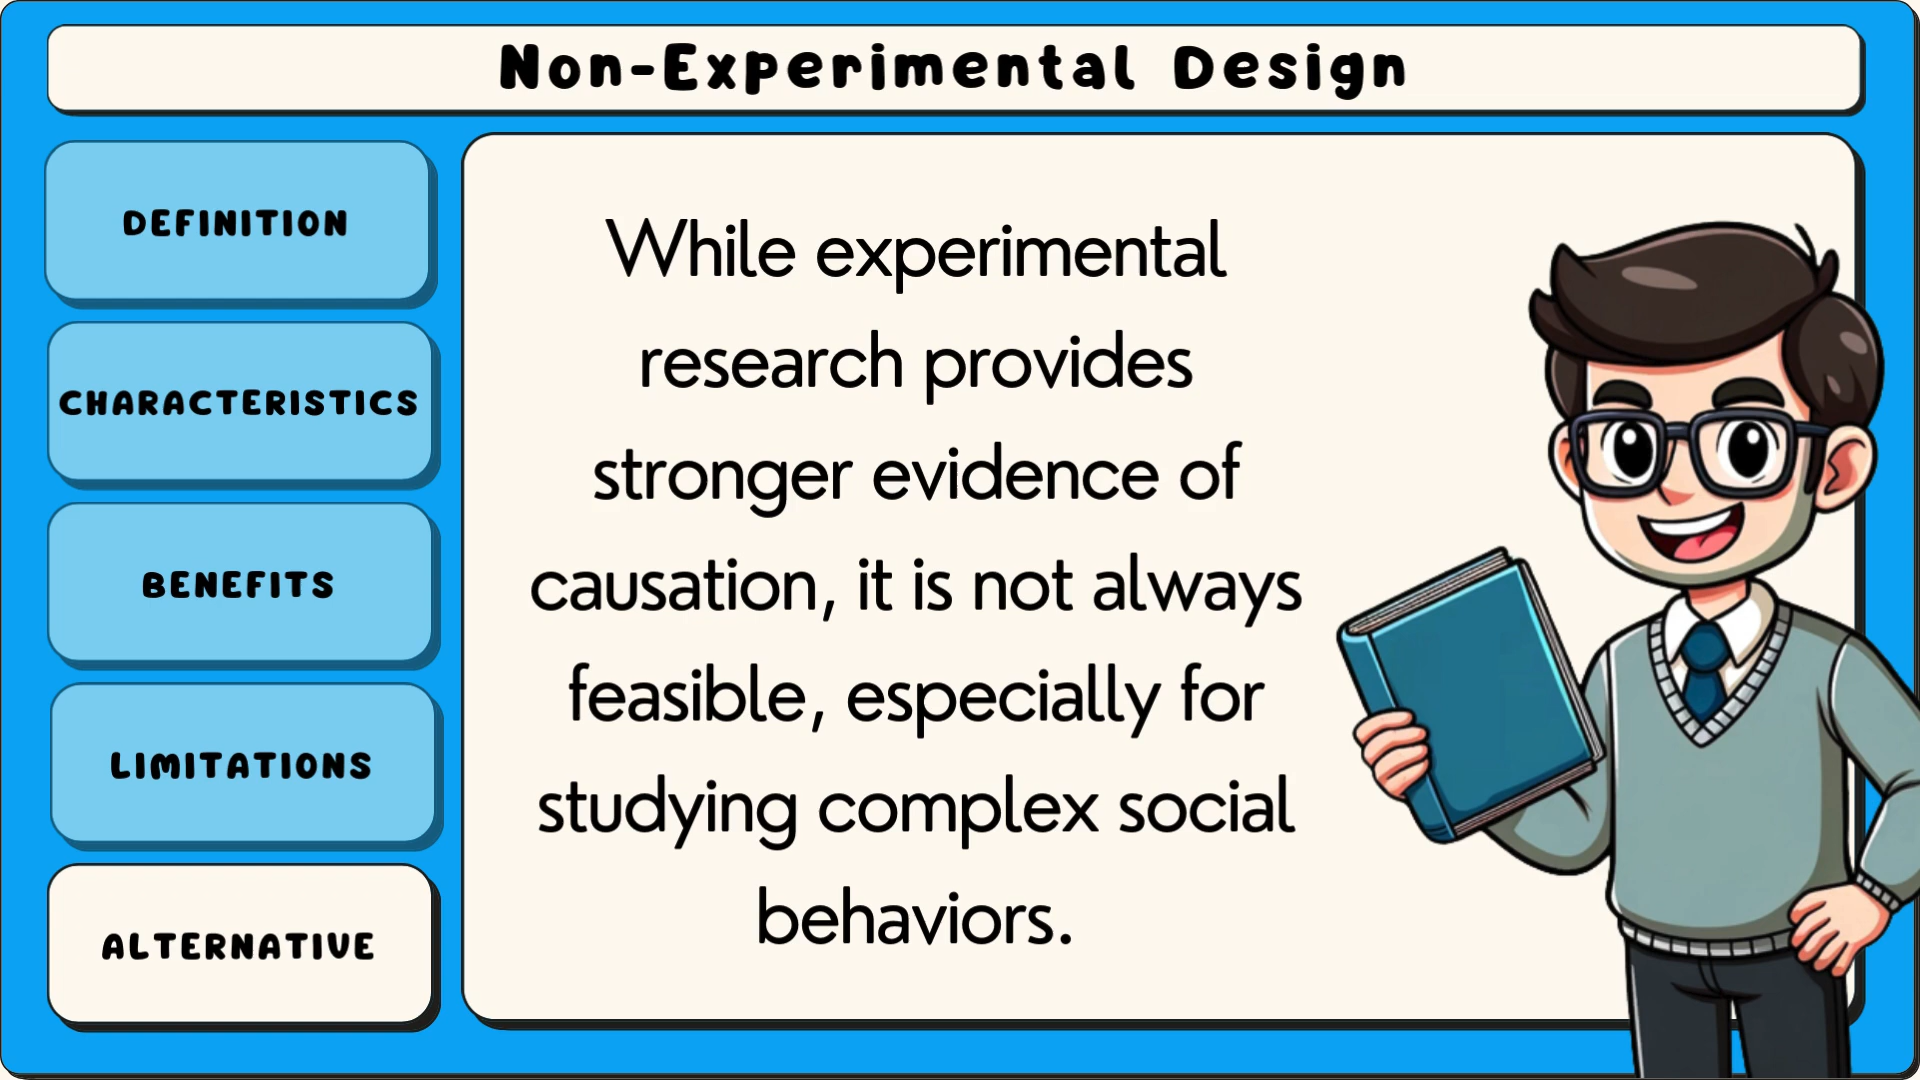 Non-Experimental Design
DEFINITION
CHARACTERISTICS
BENEFITS
LIMITATIONS
ALTERNATIVE
While experimental
research provides
stronger evidence of
causation, it is not always
feasible, especially for
studying complex social
behaviors.